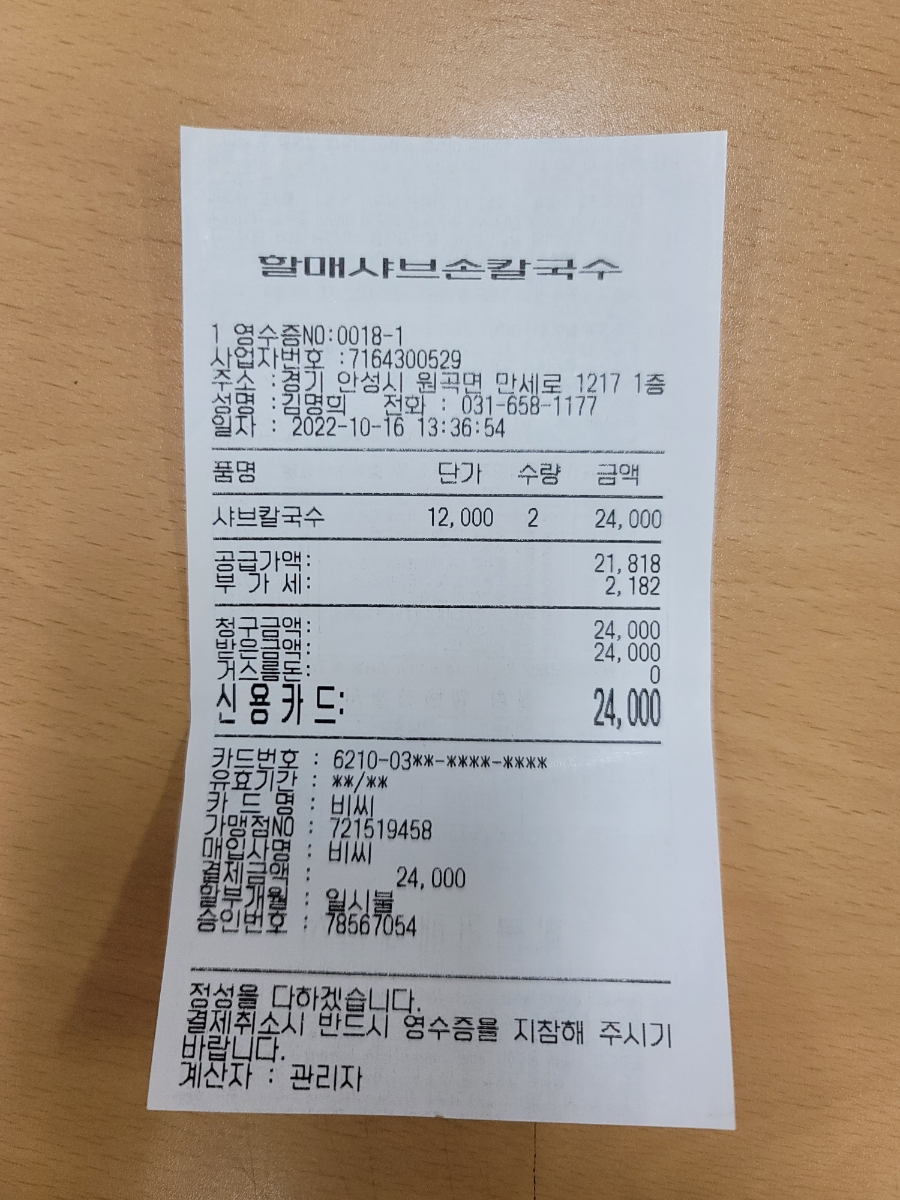 할매샤브손칼국수
1 영수증NO:0018-1
사업자번호 :7164300529
주소 :경기 안성시 원곡면 만세로 1217 1층
성명 :김명희 전화 : 031-658-1177
일자 : 2022-10-16 13:36:54
품명 단가 수량 금액
샤브칼국수 12,000 2 24,000
공급가액: 21,818
부 가 세: 2,182
청구금액: 24,000
받은금액: 24,000
거스름돈: 0
신용카드: 24,000
카드번호 : 6210-03**-****-****
유효기간 : **/**
카 드 명 : 비씨
가맹점NO : 721519458
매입사명 : 비씨
결제금액 : 24,000
할부개월 : 일시불
승인번호 : 78567054
정성을 다하겠습니다.
결제취소시 반드시 영수증을 지참해 주시기
바랍니다.
계산자 : 관리자